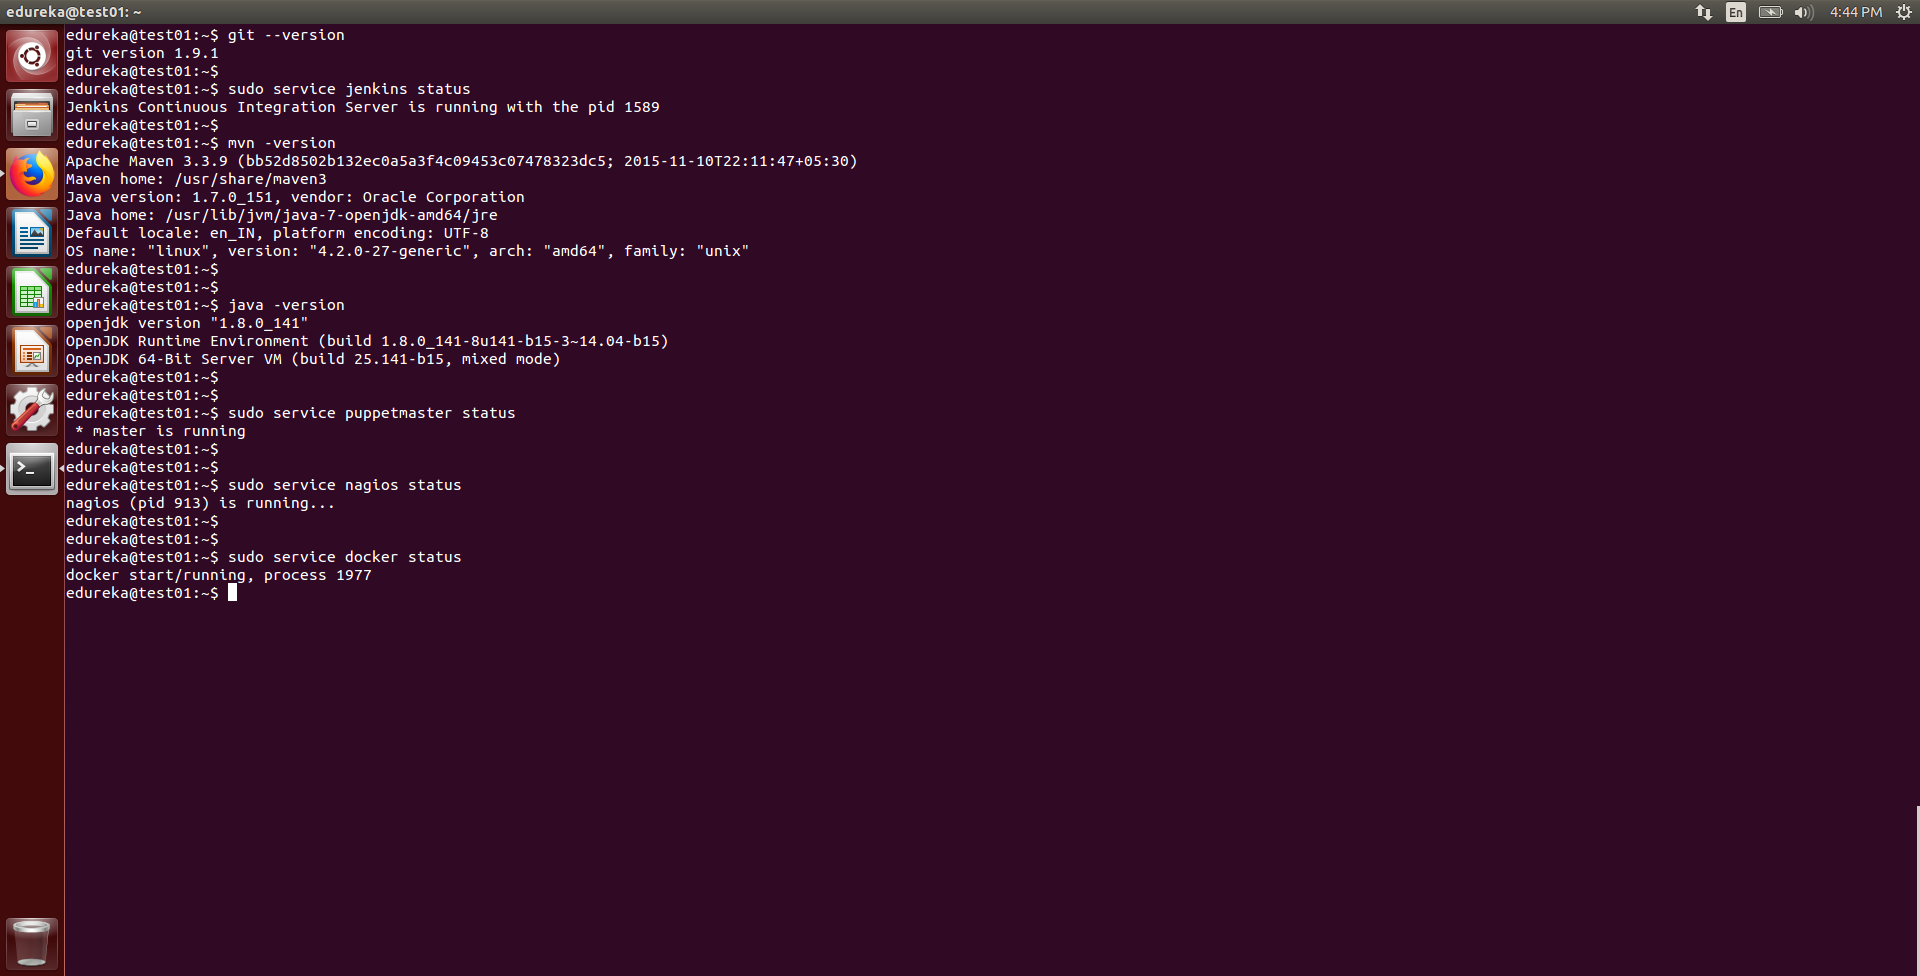 edureka@test01: ~
En
4:44 PM
edureka@test01:~$ git --version
git version 1.9.1
edureka@test01:~$
edureka@test01:~$ sudo service jenkins status
Jenkins Continuous Integration Server is running with the pid 1589
edureka@test01:~$
edureka@test01:~$ mvn -version
Apache Maven 3.3.9 (bb52d8502b132ec0a5a3f4c09453c07478323dc5; 2015-11-10T22:11:47+05:30)
Maven home: /usr/share/maven3
Java version: 1.7.0_151, vendor: Oracle Corporation
Java home: /usr/lib/jvm/java-7-openjdk-amd64/jre
Default locale: en_IN, platform encoding: UTF-8
OS name: "linux", version: "4.2.0-27-generic", arch: "amd64", family: "unix"
edureka@test01:~$
edureka@test01:~$
edureka@test01:~$ java -version
openjdk version "1.8.0_141"
OpenJDK Runtime Environment (build 1.8.0_141-8u141-b15-3~14.04-b15)
OpenJDK 64-Bit Server VM (build 25.141-b15, mixed mode)
edureka@test01:~$
edureka@test01:~$
edureka@test01:~$ sudo service puppetmaster status
 * master is running
edureka@test01:~$
edureka@test01:~$
edureka@test01:~$ sudo service nagios status
nagios (pid 913) is running...
edureka@test01:~$
edureka@test01:~$
edureka@test01:~$ sudo service docker status
docker start/running, process 1977
edureka@test01:~$